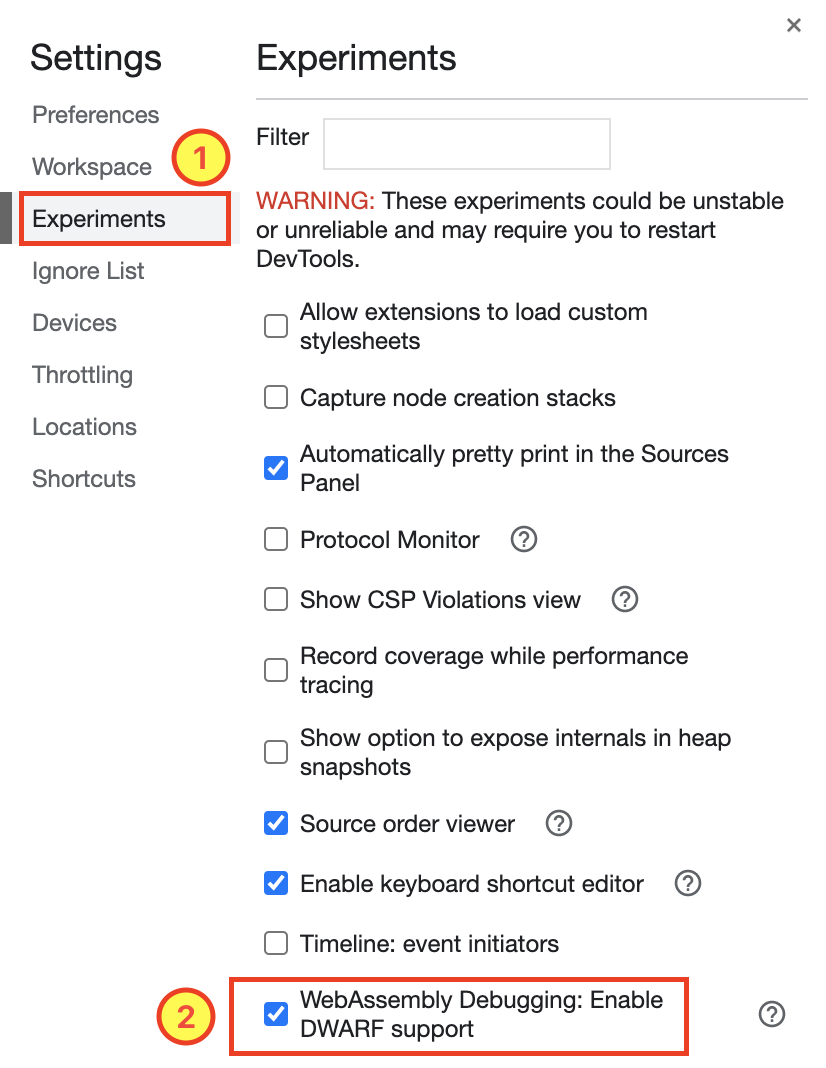 Settings
Preferences
Workspace
1
Experiments
Ignore List
Devices
Throttling
Locations
Shortcuts
×
Experiments
Filter
WARNING: These experiments could be unstable
or unreliable and may require you to restart
DevTools.
Allow extensions to load custom
stylesheets
Capture node creation stacks
Automatically pretty print in the Sources
Panel
Protocol Monitor ?
Show CSP Violations view ?
Record coverage while performance
tracing
Show option to expose internals in heap
snapshots
Source order viewer ?
Enable keyboard shortcut editor ?
Timeline: event initiators
2
WebAssembly Debugging: Enable
DWARF support ?